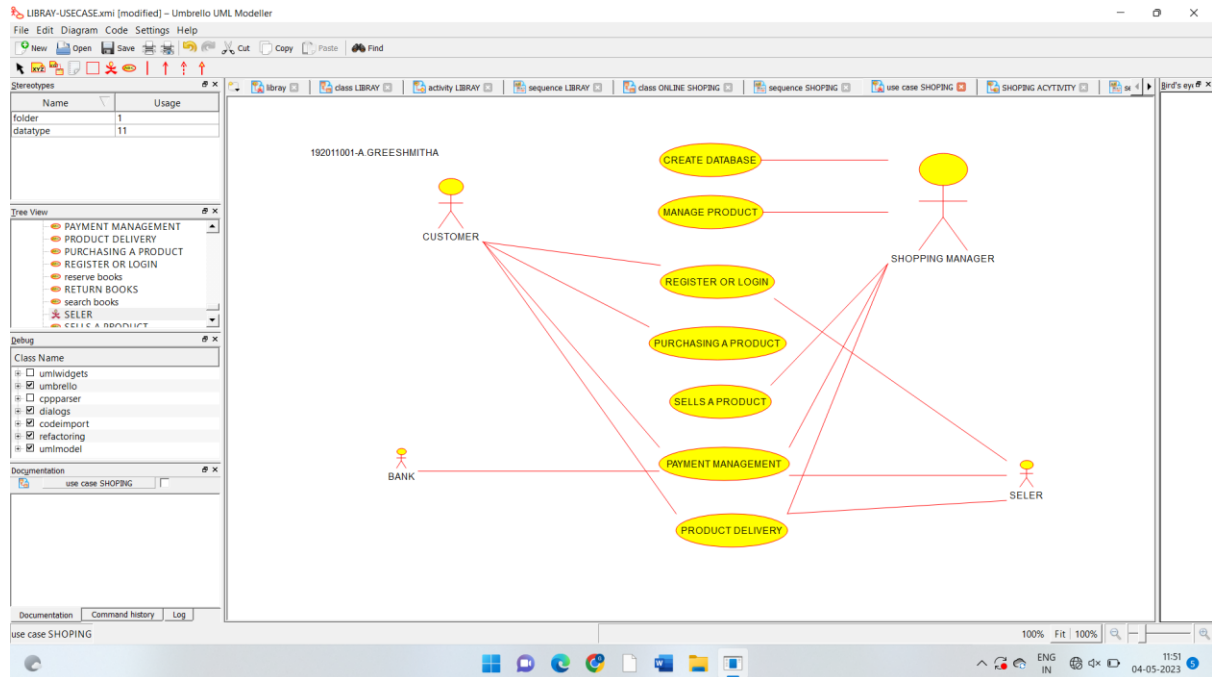 LIBRAY-USECASE.xmi [modified] – Umbrello UML Modeller
File Edit Diagram Code Settings Help
New Open Save Cut Copy Paste Find
Stereotypes
Name Usage
folder 1
datatype 11
Tree View
PAYMENT MANAGEMENT
PRODUCT DELIVERY
PURCHASING A PRODUCT
REGISTER OR LOGIN
reserve books
RETURN BOOKS
search books
SELER
SELLS A PRODUCT
Debug
Class Name
umlwidgets
umbrello
cppparser
dialogs
codeimport
refactoring
umlmodel
Documentation
use case SHOPING
Documentation Command history Log
use case SHOPING
libray class LIBRAY activity LIBRAY sequence LIBRAY class ONLINE SHOPING sequence SHOPING use case SHOPING SHOPING ACYTIVITY
Bird's eye
192011001-A.GREESHMITHA
CUSTOMER
BANK
CREATE DATABASE
MANAGE PRODUCT
REGISTER OR LOGIN
PURCHASING A PRODUCT
SELLS A PRODUCT
PAYMENT MANAGEMENT
PRODUCT DELIVERY
SHOPPING MANAGER
SELER
100% Fit 100%
ENG
IN
11:51
04-05-2023
5